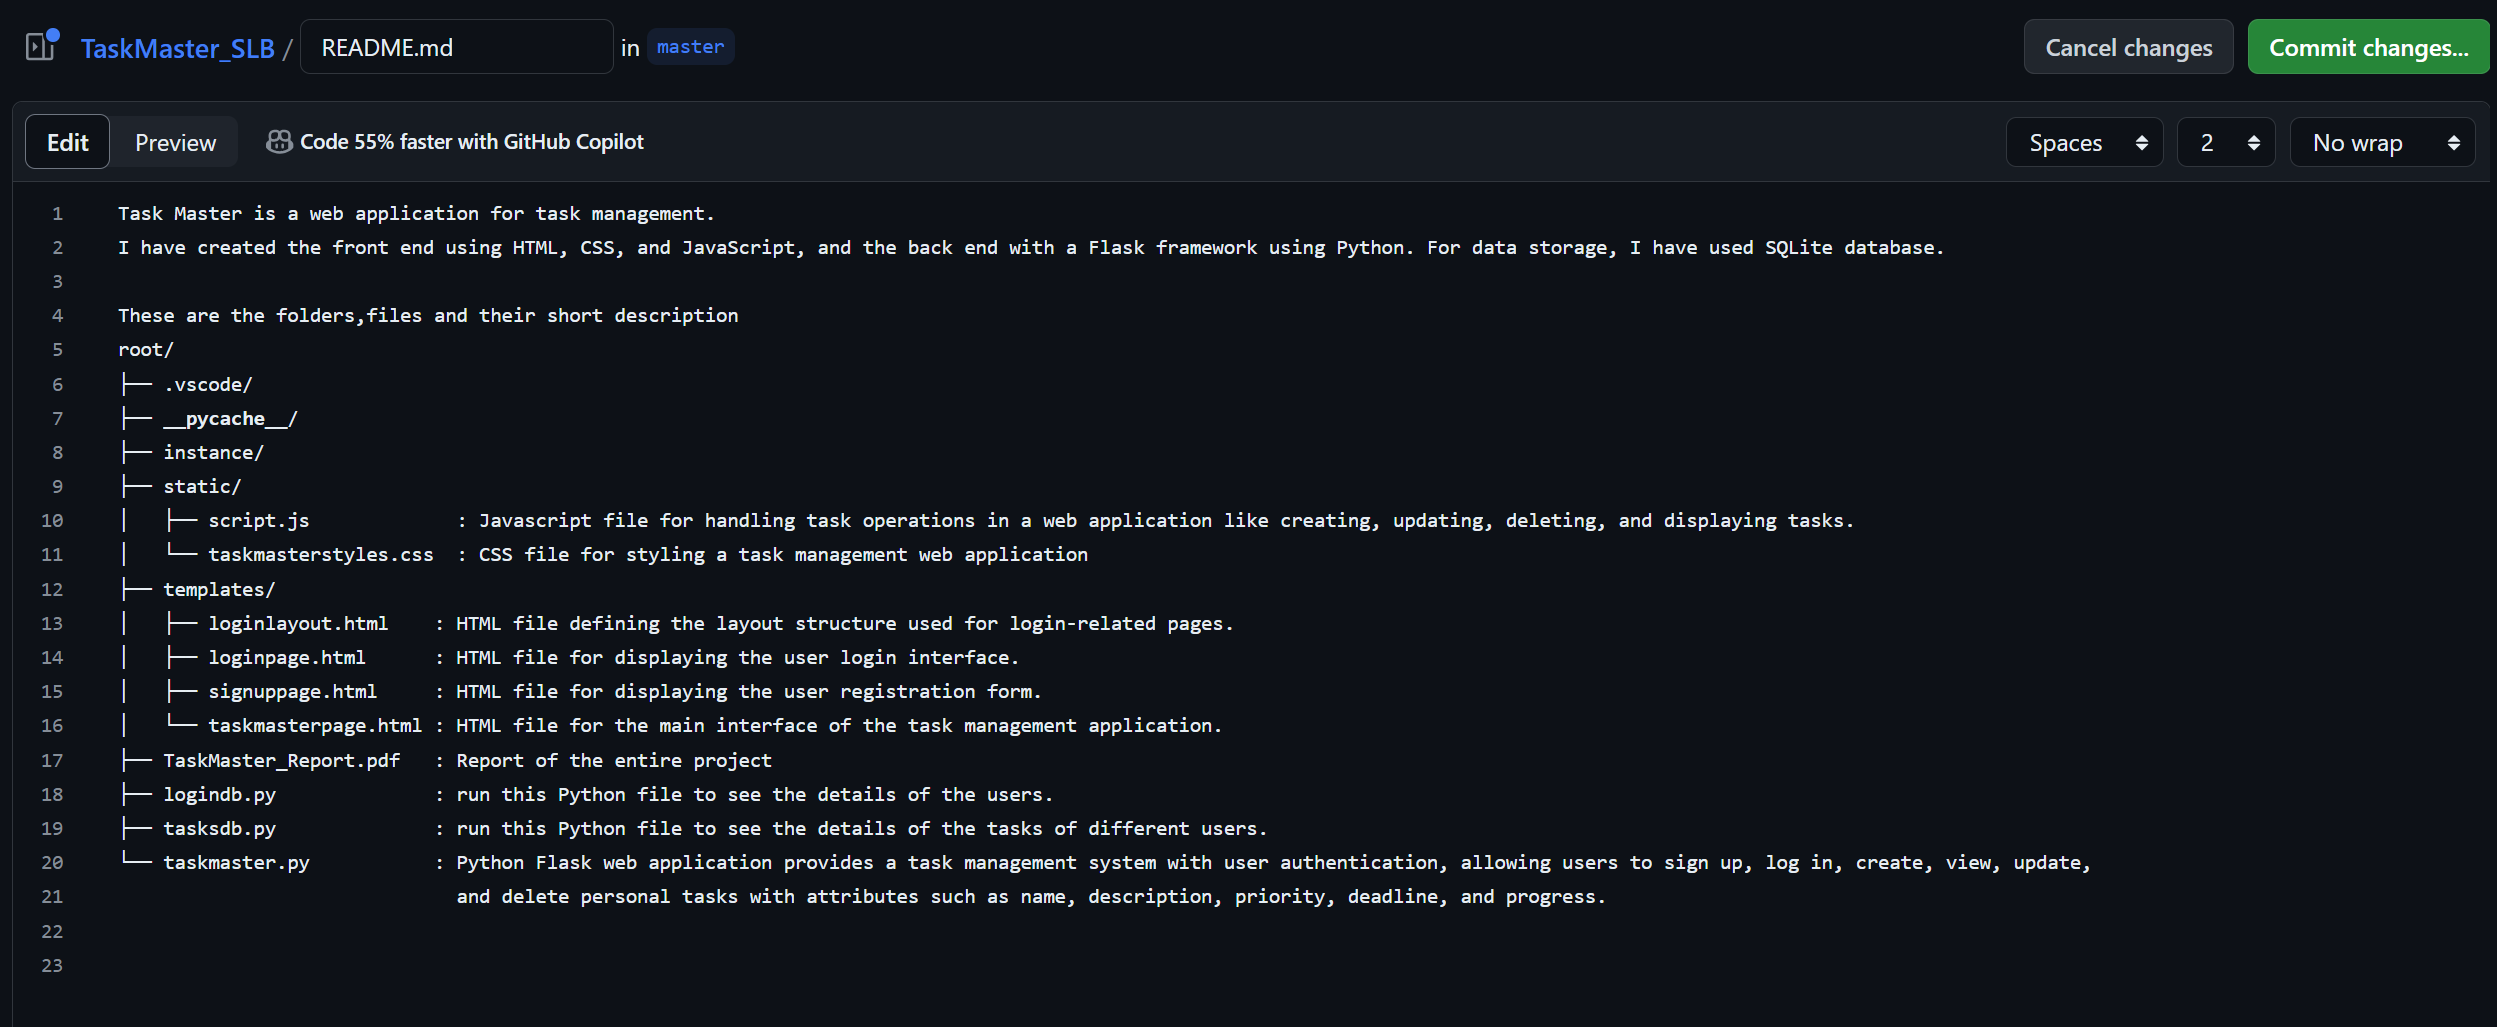 TaskMaster_SLB / README.md in master Cancel changes Commit changes...
Edit Preview Code 55% faster with GitHub Copilot Spaces 2 No wrap
1 Task Master is a web application for task management.
2 I have created the front end using HTML, CSS, and JavaScript, and the back end with a Flask framework using Python. For data storage, I have used SQLite database.
3
4 These are the folders,files and their short description
5 root/
6 ├── .vscode/
7 ├── __pycache__/
8 ├── instance/
9 ├── static/
10 │   ├── script.js             : Javascript file for handling task operations in a web application like creating, updating, deleting, and displaying tasks.
11 │   └── taskmasterstyles.css  : CSS file for styling a task management web application
12 ├── templates/
13 │   ├── loginlayout.html    : HTML file defining the layout structure used for login-related pages.
14 │   ├── loginpage.html      : HTML file for displaying the user login interface.
15 │   ├── signuppage.html     : HTML file for displaying the user registration form.
16 │   └── taskmasterpage.html : HTML file for the main interface of the task management application.
17 ├── TaskMaster_Report.pdf   : Report of the entire project
18 ├── logindb.py              : run this Python file to see the details of the users.
19 ├── tasksdb.py              : run this Python file to see the details of the tasks of different users.
20 └── taskmaster.py           : Python Flask web application provides a task management system with user authentication, allowing users to sign up, log in, create, view, update,
21                               and delete personal tasks with attributes such as name, description, priority, deadline, and progress.
22
23